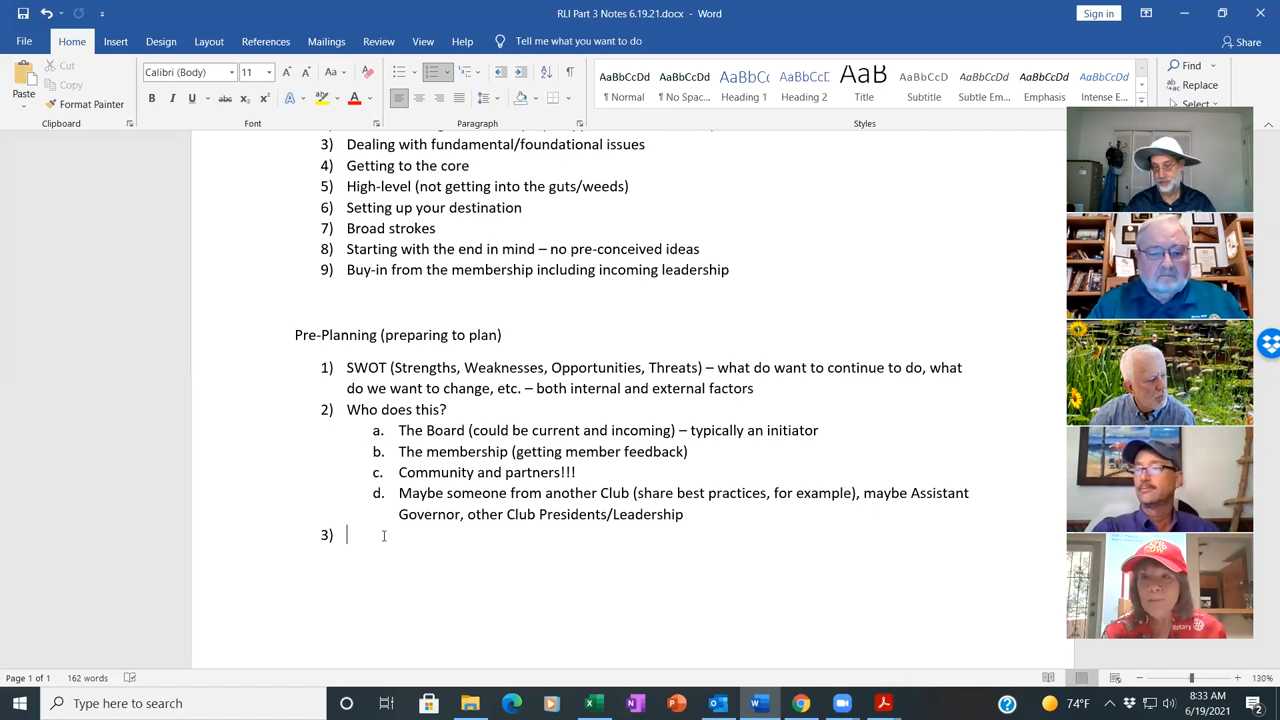 RLI Part 3 Notes 6.19.21.docx - Word
Sign in
File Home Insert Design Layout References Mailings Review View Help Tell me what you want to do Share
Paste
Cut
Copy
Format Painter
Calibri (Body) 11
AaBbCcDd AaBbCcDd AaBbCc AaBbCcD AaB AaBbCcD AaBbCcDd AaBbCcDd AaBbCcDd
¶ Normal ¶ No Spac... Heading 1 Heading 2 Title Subtitle Subtle Em... Emphasis Intense E...
Find
Replace
Select
Clipboard Font Paragraph Styles
3) Dealing with fundamental/foundational issues
4) Getting to the core
5) High-level (not getting into the guts/weeds)
6) Setting up your destination
7) Broad strokes
8) Starting with the end in mind – no pre-conceived ideas
9) Buy-in from the membership including incoming leadership
Pre-Planning (preparing to plan)
1) SWOT (Strengths, Weaknesses, Opportunities, Threats) – what do want to continue to do, what
do we want to change, etc. – both internal and external factors
2) Who does this?
a. The Board (could be current and incoming) – typically an initiator
b. The membership (getting member feedback)
c. Community and partners!!!
d. Maybe someone from another Club (share best practices, for example), maybe Assistant
Governor, other Club Presidents/Leadership
3)
Rotary
Page 1 of 1 162 words 130%
Type here to search
74°F
8:33 AM
6/19/2021
2